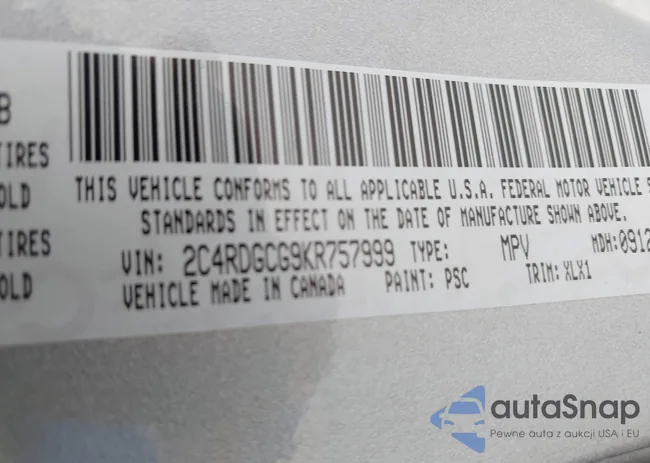 B
TIRES
OLD
TIRES
OLD
THIS VEHICLE CONFORMS TO ALL APPLICABLE U.S.A. FEDERAL MOTOR VEHICLE S
STANDARDS IN EFFECT ON THE DATE OF MANUFACTURE SHOWN ABOVE.
VIN: 2C4RDGCG9KR757999 TYPE: MPV MDH:0912
VEHICLE MADE IN CANADA PAINT: PSC TRIM: XLX1
autaSnap
Pewne auta z aukcji USA i EU